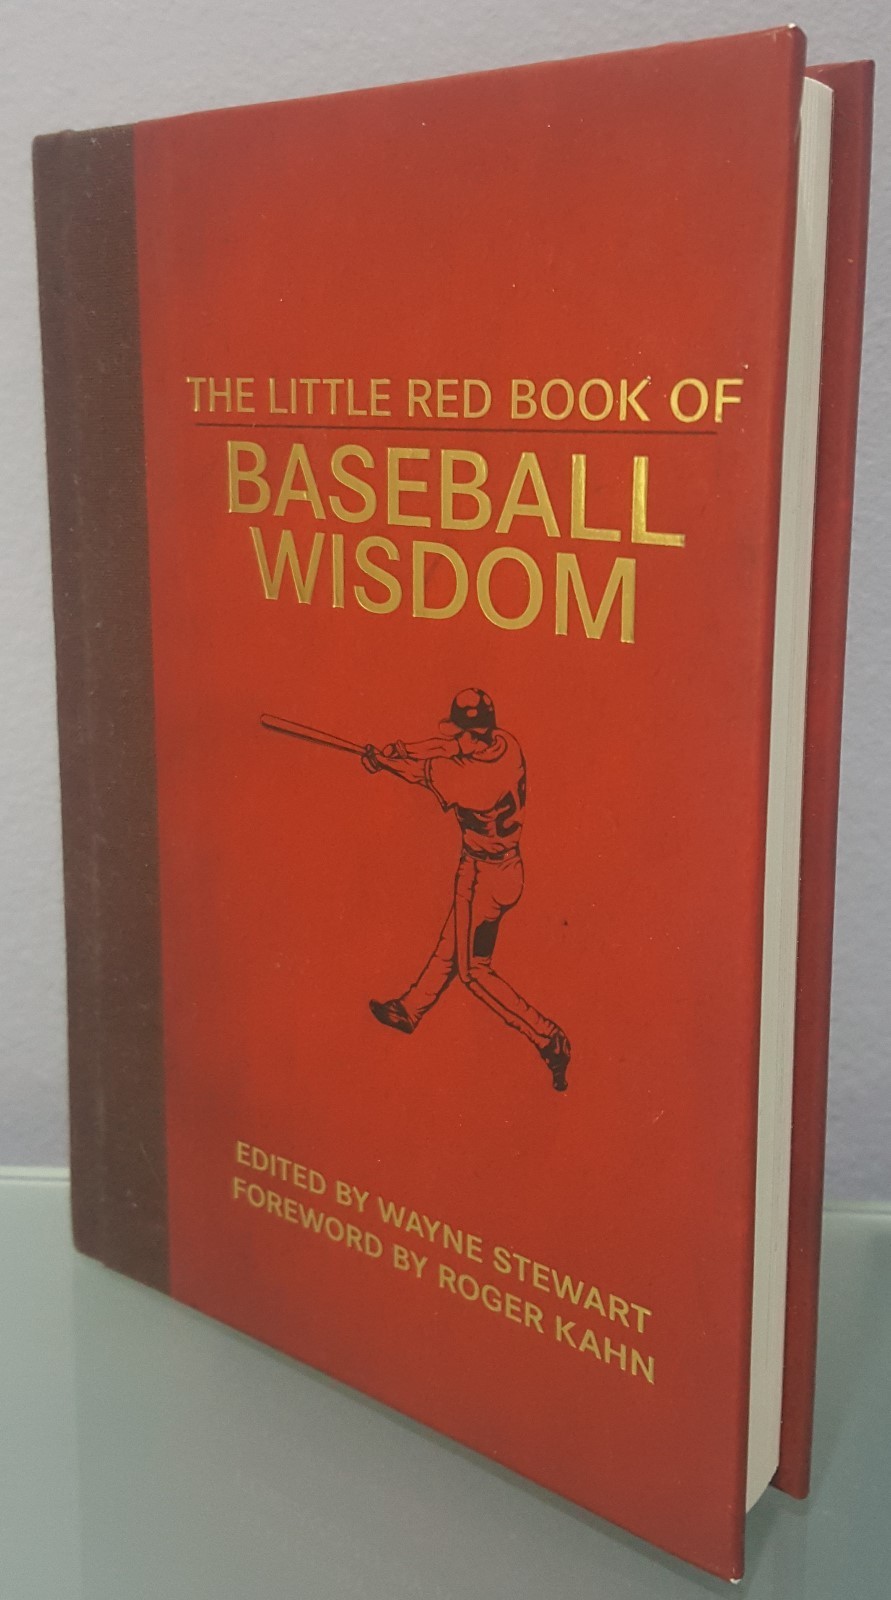 THE LITTLE RED BOOK OF
BASEBALL
WISDOM
EDITED BY WAYNE STEWART
FOREWORD BY ROGER KAHN